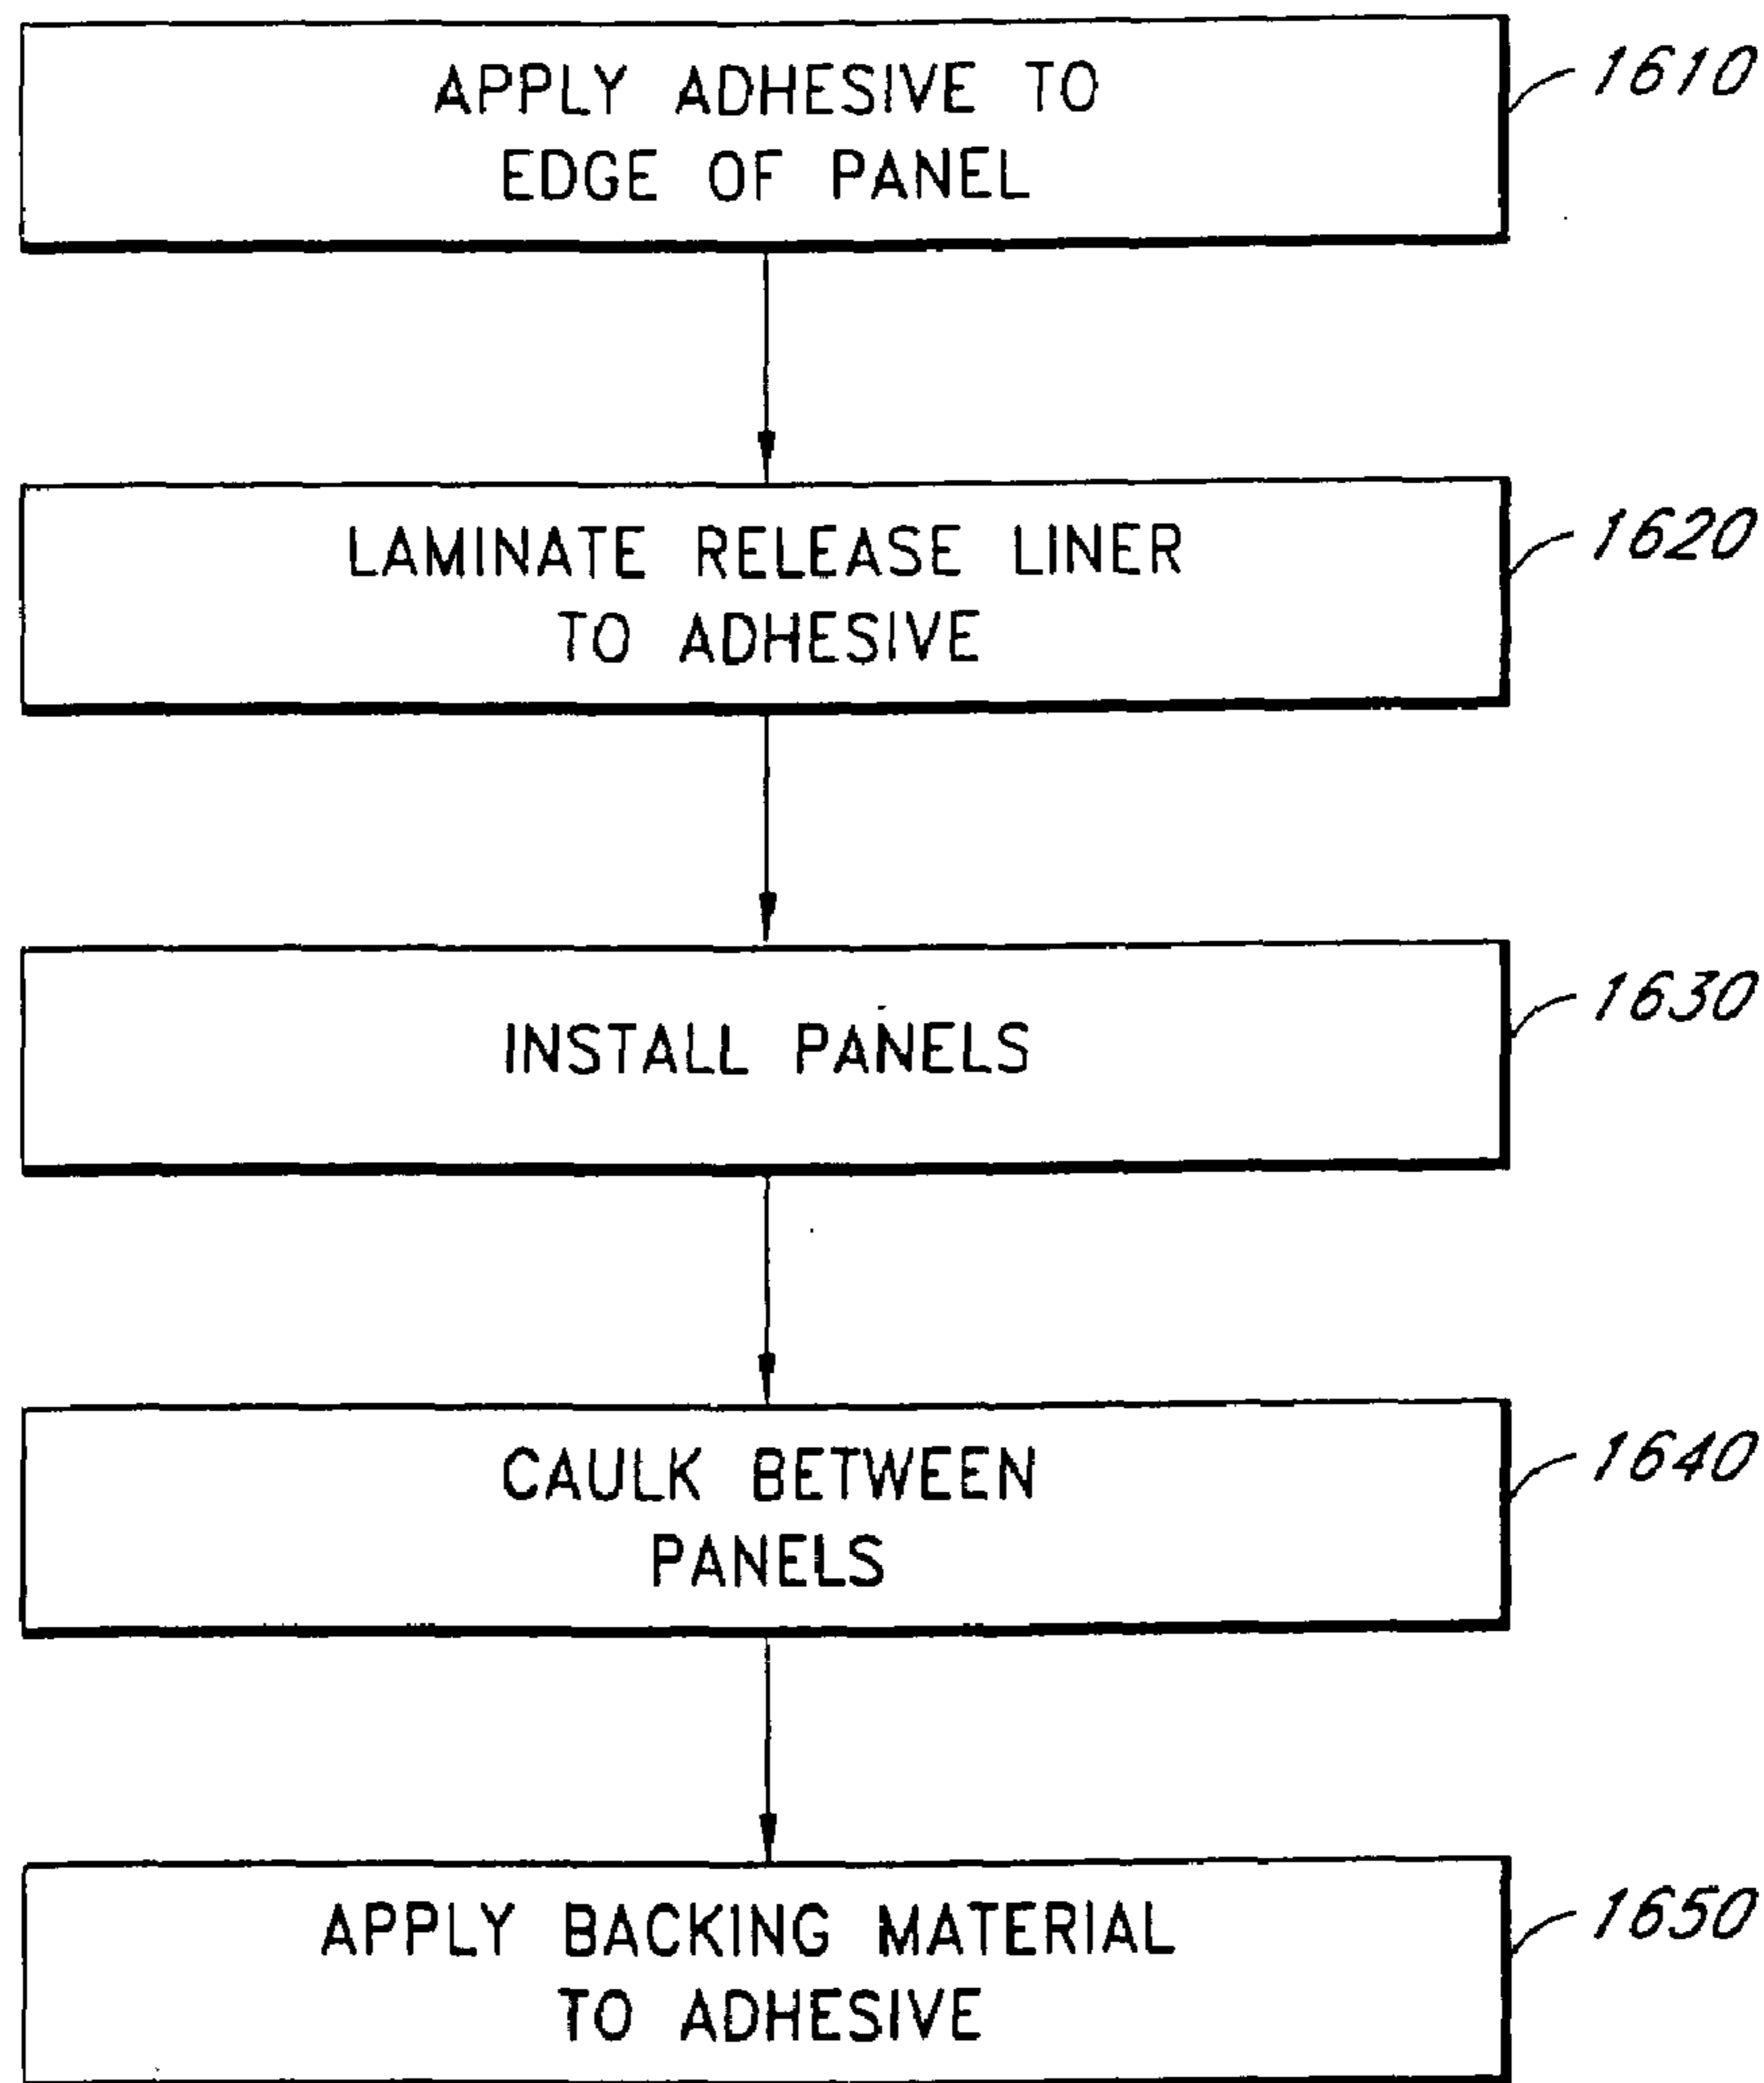 APPLY ADHESIVE TO
EDGE OF PANEL
1610
LAMINATE RELEASE LINER
TO ADHESIVE
1620
INSTALL PANELS
1630
CAULK BETWEEN
PANELS
1640
APPLY BACKING MATERIAL
TO ADHESIVE
1650